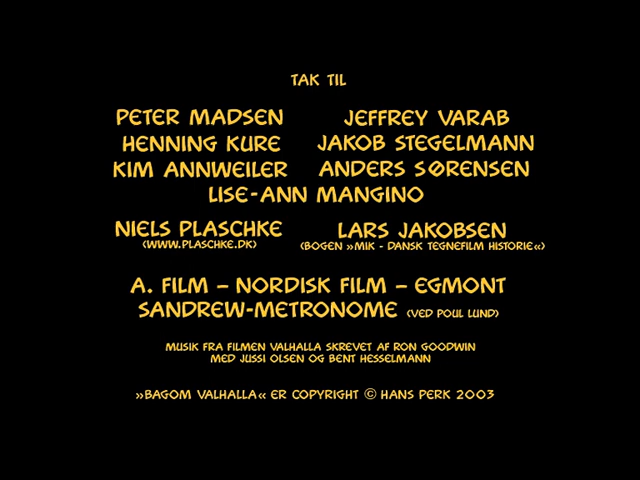 TAK TIL
PETER MADSEN JEFFREY VARAB
HENNING KURE JAKOB STEGELMANN
KIM ANNWEILER ANDERS SØRENSEN
LISE-ANN MANGINO
NIELS PLASCHKE LARS JAKOBSEN
(WWW.PLASCHKE.DK) (BOGEN »MIK - DANSK TEGNEFILM HISTORIE«)
A. FILM – NORDISK FILM – EGMONT
SANDREW-METRONOME (VED POUL LUND)
MUSIK FRA FILMEN VALHALLA SKREVET AF RON GOODWIN
MED JUSSI OLSEN OG BENT HESSELMANN
»BAGOM VALHALLA« ER COPYRIGHT © HANS PERK 2003